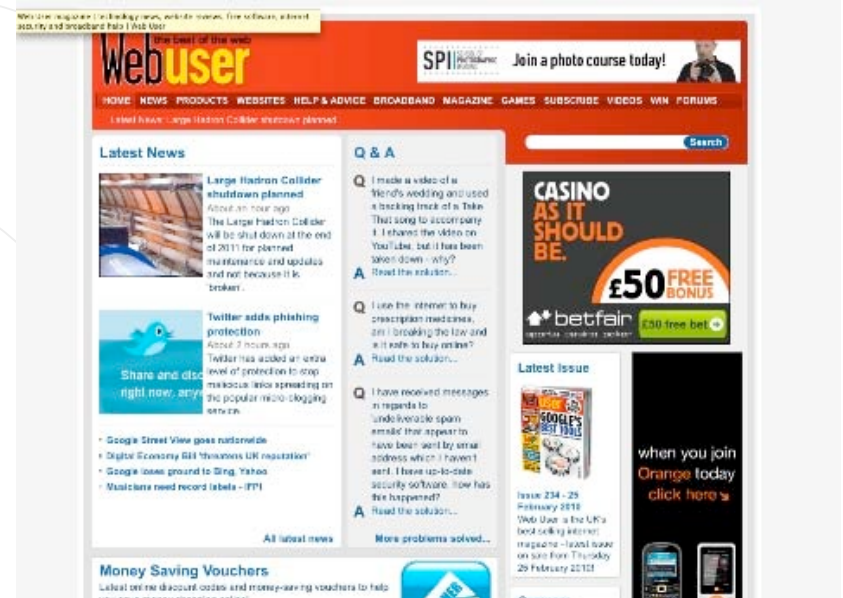 Web User magazine | technology news, website reviews, free software, internet
security and broadband help | Web User
the best of the web
Webuser
SPI
Join a photo course today!
HOME NEWS PRODUCTS WEBSITES HELP & ADVICE BROADBAND MAGAZINE GAMES SUBSCRIBE VIDEOS WIN FORUMS
Latest News: Large Hadron Collider shutdown planned
Search
Latest News
Large Hadron Collider
shutdown planned
About an hour ago
The Large Hadron Collider
will be shut down at the end
of 2011 for planned
maintenance and updates
and not because it is
'broken'.
Twitter adds phishing
protection
About 2 hours ago
Twitter has added an extra
level of protection to stop
malicious links spreading on
the popular micro-blogging
service.
Share and disc
right now, any
Google Street View goes nationwide
Digital Economy Bill 'threatens UK reputation'
Google loses ground to Bing, Yahoo
Musicians need record labels - IFPI
All latest news
Q & A
Q I made a video of a
friend's wedding and used
a backing track of a Take
That song to accompany
it. I shared the video on
YouTube, but it has been
taken down - why?
A Read the solution...
Q I use the internet to buy
prescription medicines,
am I breaking the law and
is it safe to buy online?
A Read the solution...
Q I have received messages
in regards to
'undeliverable spam
emails' that appear to
have been sent by email
address which I haven't
sent. I have up-to-date
security software, how has
this happened?
A Read the solution...
More problems solved...
CASINO
AS IT
SHOULD
BE.
£50 FREE
BONUS
betfair
sports casino poker
£50 free bet
Latest Issue
user
GOOGLE'S
BEST TOOLS
Issue 234 - 25
February 2010
Web User is the UK's
best selling internet
magazine - latest issue
on sale from Thursday
25 February 2010!
when you join
Orange today
click here
Money Saving Vouchers
Latest online discount codes and money-saving vouchers to help